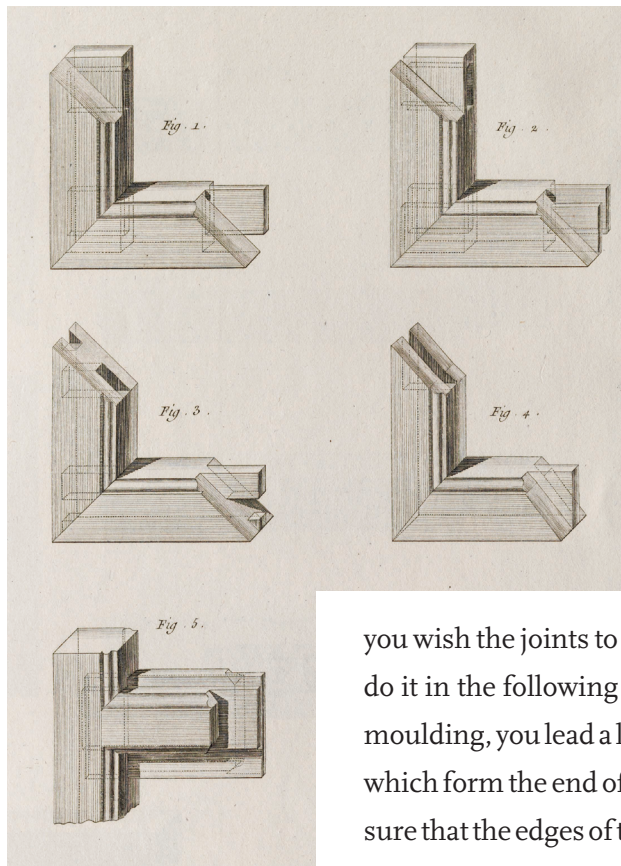 Fig. 1.
Fig. 2.
Fig. 3.
Fig. 4.
Fig. 5.
you wish the joints to
do it in the following
moulding, you lead a
which form the end of
sure that the edges of